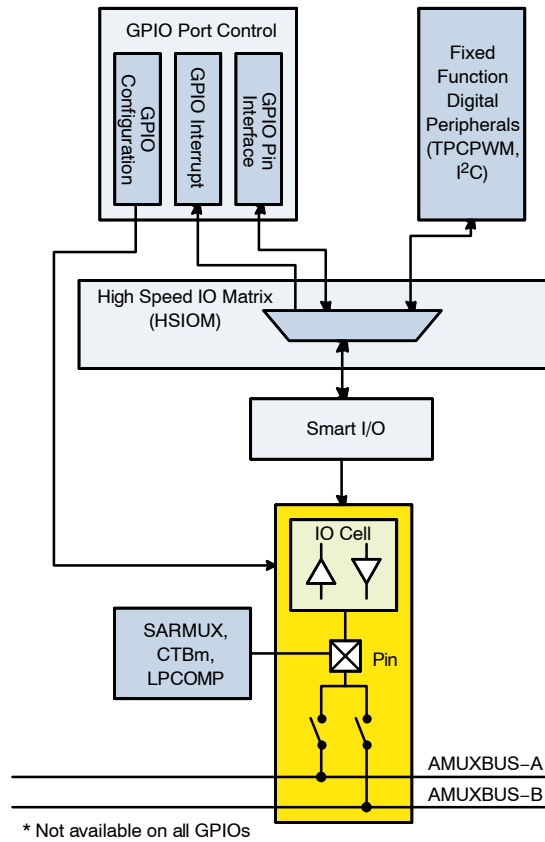 GPIO Port Control
GPIO
Configuration
GPIO Interrupt
GPIO Pin
Interface
Fixed
Function
Digital
Peripherals
(TPCPWM,
I²C)
High Speed IO Matrix
(HSIOM)
Smart I/O
IO Cell
SARMUX,
CTBm,
LPCOMP
Pin
AMUXBUS−A
AMUXBUS−B
* Not available on all GPIOs